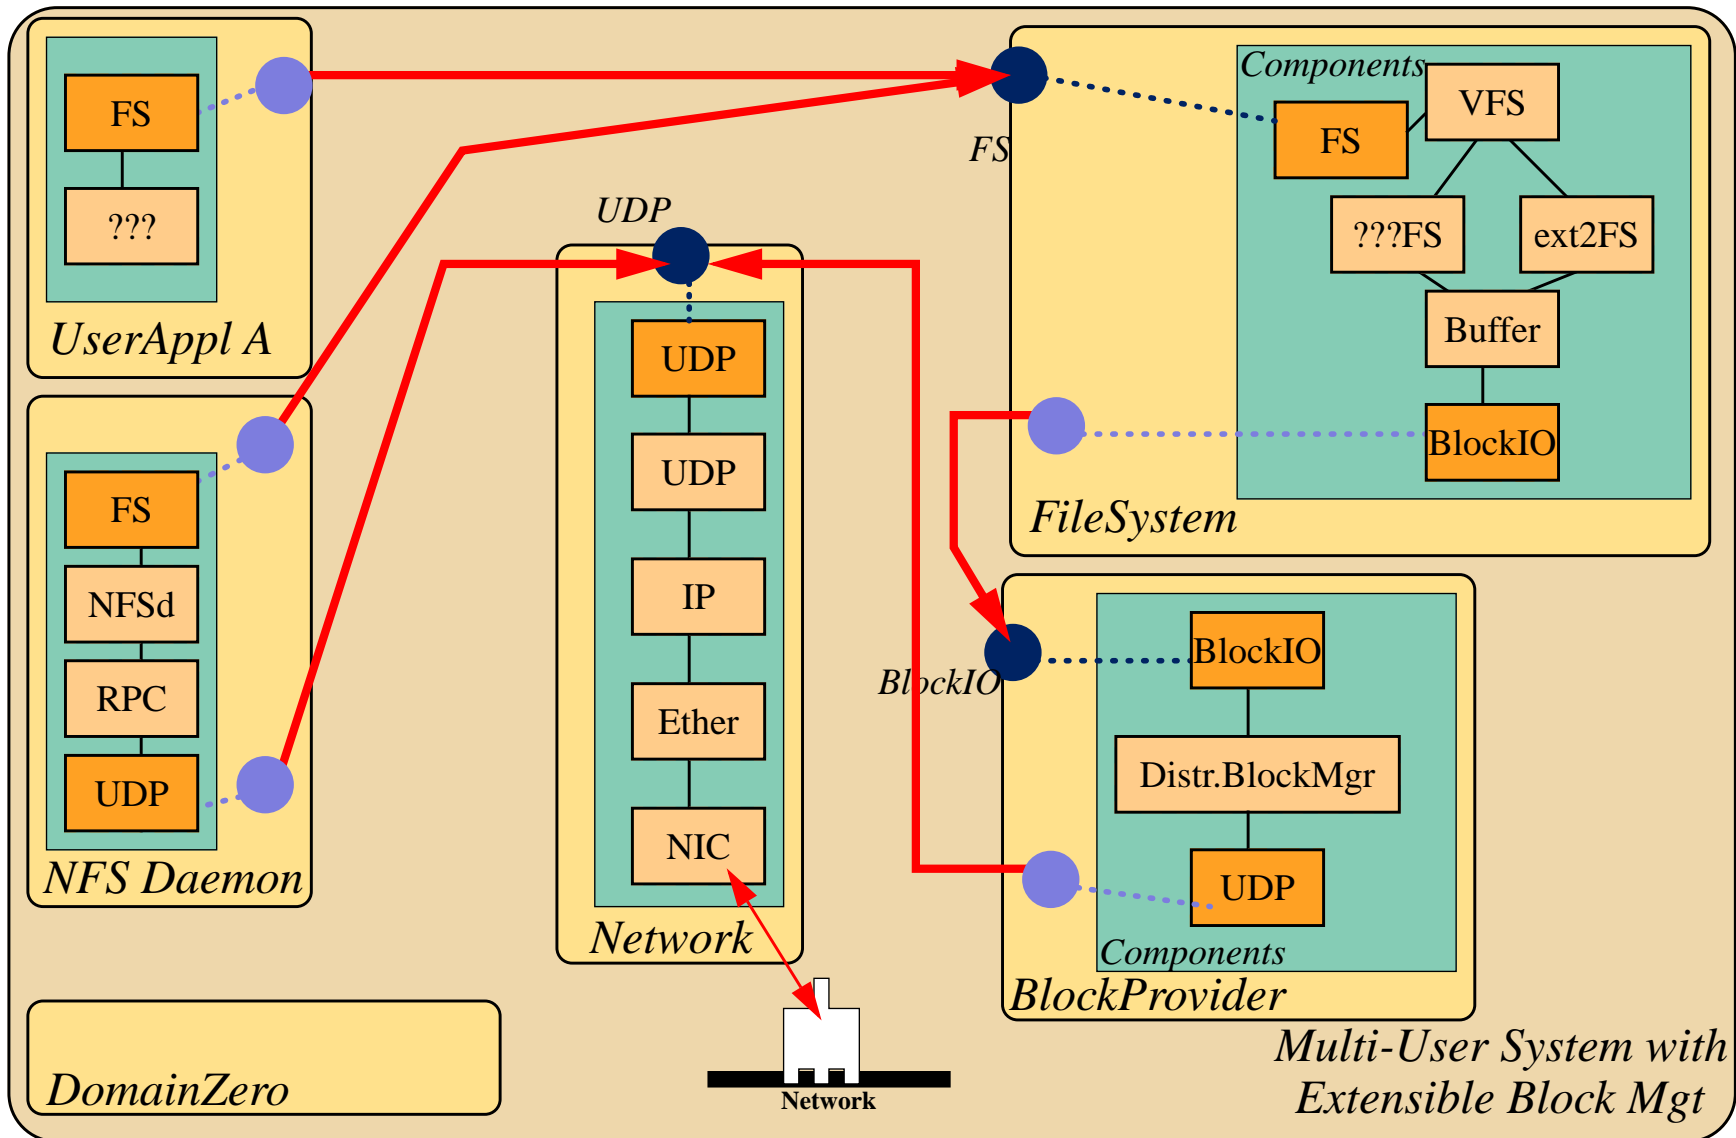 FS
???
UserAppl A
FS
NFSd
RPC
UDP
NFS Daemon
DomainZero
UDP
UDP
UDP
IP
Ether
NIC
Network
Network
FS
Components
VFS
FS
???FS
ext2FS
Buffer
BlockIO
FileSystem
BlockIO
BlockIO
Distr.BlockMgr
UDP
Components
BlockProvider
Multi-User System with
Extensible Block Mgt